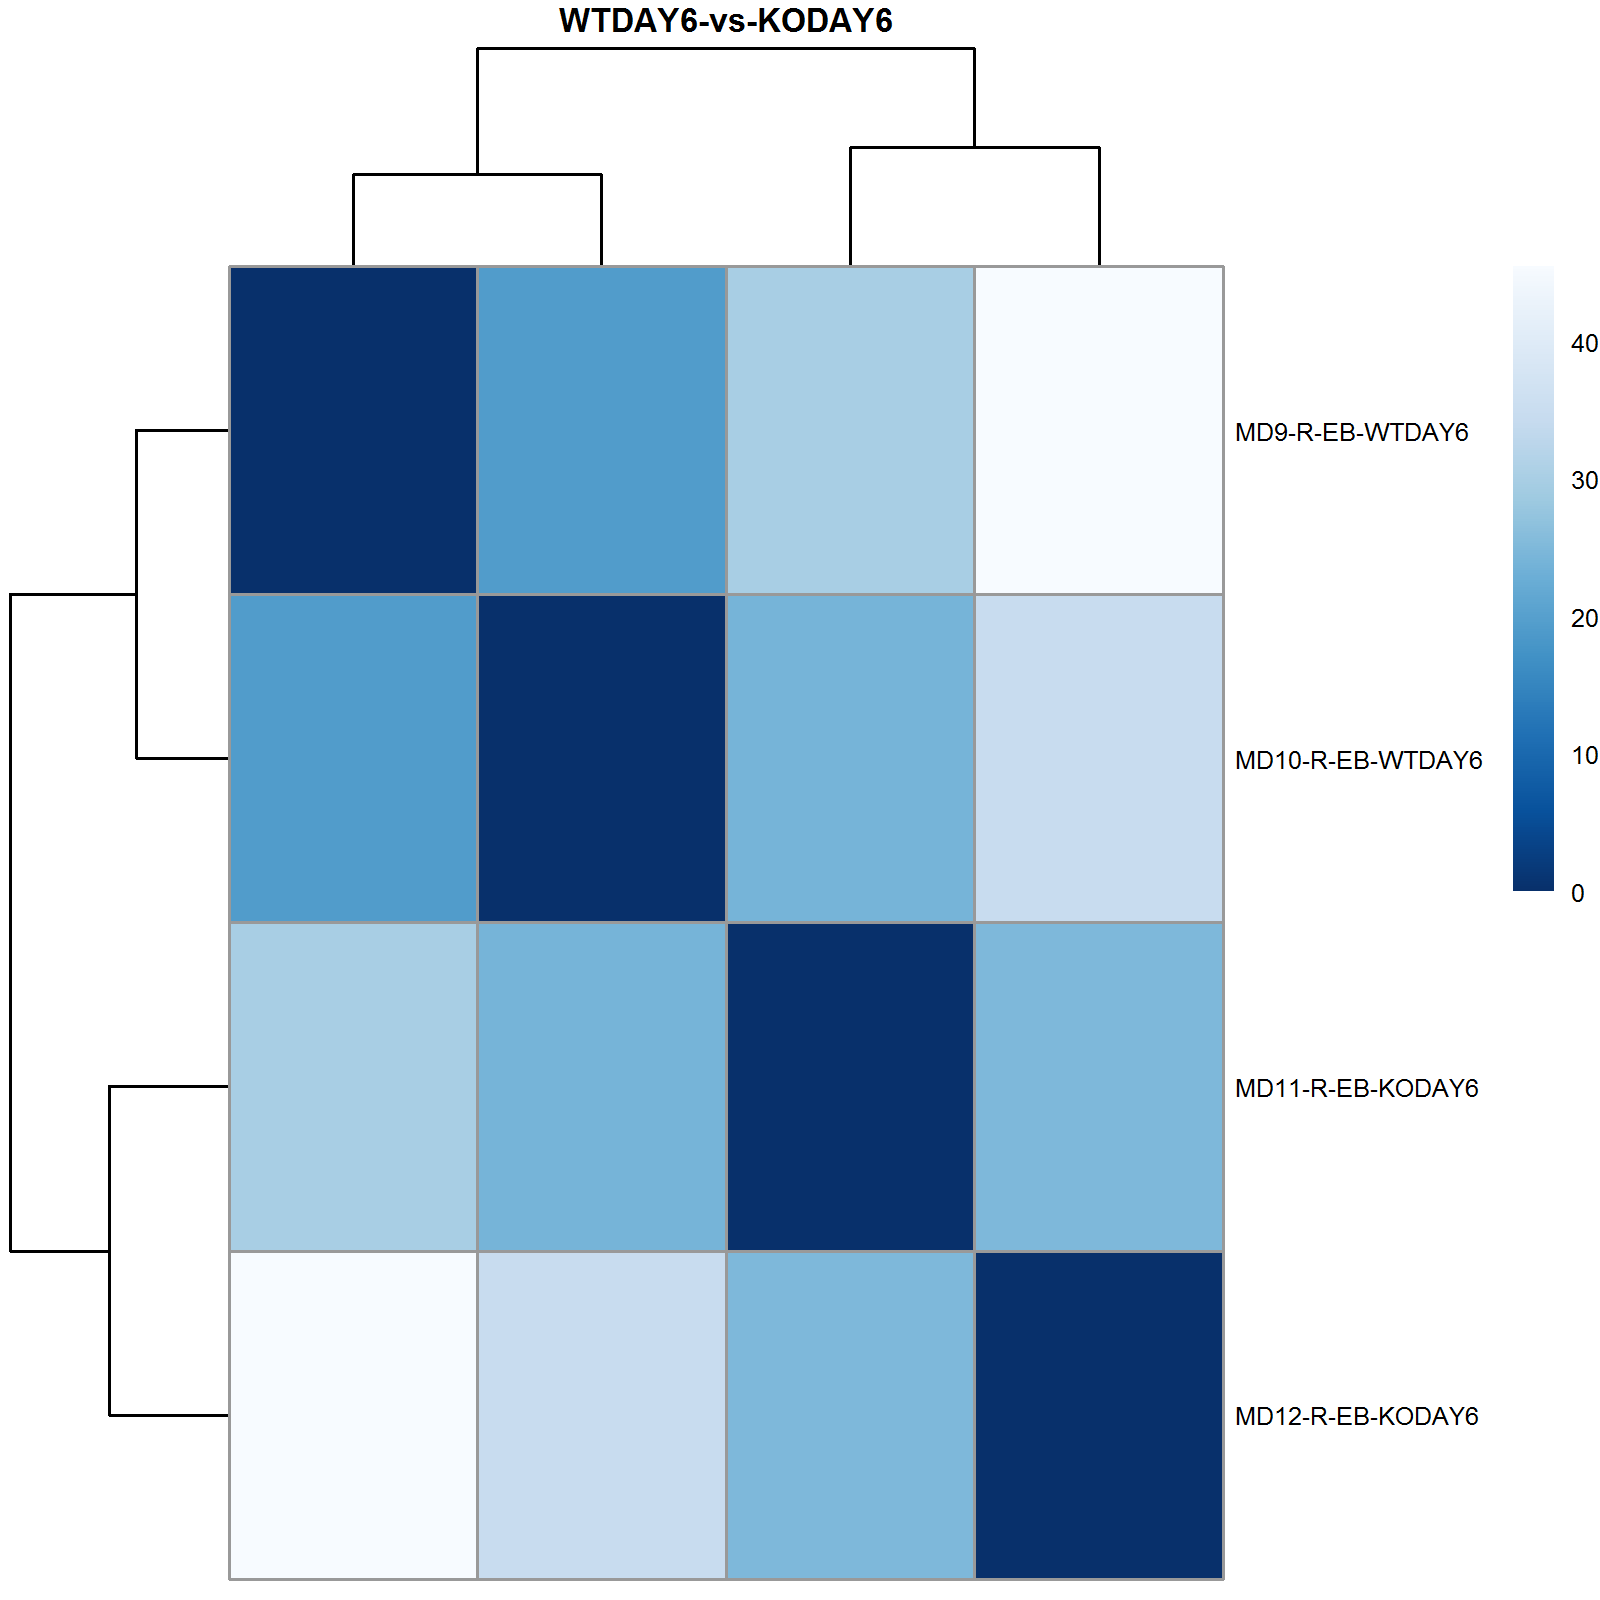 WTDAY6-vs-KODAY6
MD9-R-EB-WTDAY6
MD10-R-EB-WTDAY6
MD11-R-EB-KODAY6
MD12-R-EB-KODAY6
40
30
20
10
0